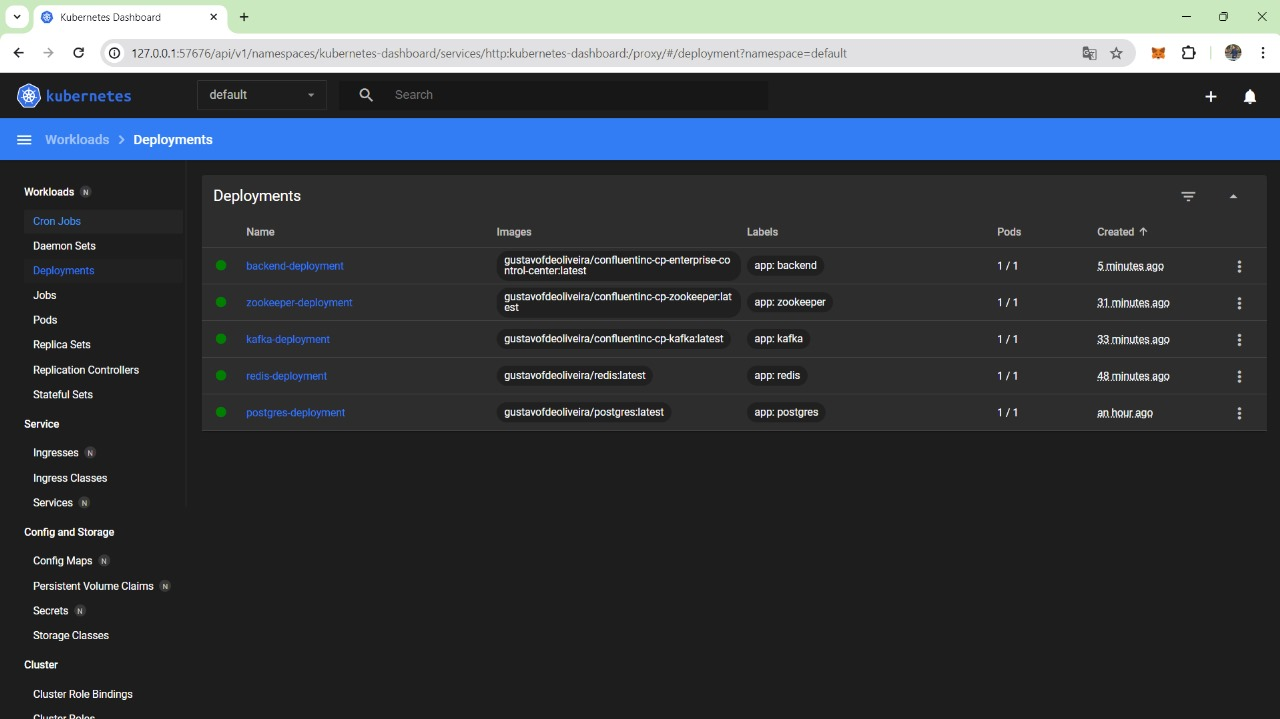 Kubernetes Dashboard
127.0.0.1:57676/api/v1/namespaces/kubernetes-dashboard/services/http:kubernetes-dashboard:/proxy/#/deployment?namespace=default
kubernetes
default
Search
Workloads
Deployments
Workloads N
Cron Jobs
Daemon Sets
Deployments
Jobs
Pods
Replica Sets
Replication Controllers
Stateful Sets
Service
Ingresses N
Ingress Classes
Services N
Config and Storage
Config Maps N
Persistent Volume Claims N
Secrets N
Storage Classes
Cluster
Cluster Role Bindings
Cluster Roles
Deployments
Name Images Labels Pods Created
backend-deployment gustavofdeoliveira/confluentinc-cp-enterprise-co
ntrol-center:latest app: backend 1 / 1 5 minutes ago
zookeeper-deployment gustavofdeoliveira/confluentinc-cp-zookeeper:lat
est app: zookeeper 1 / 1 31 minutes ago
kafka-deployment gustavofdeoliveira/confluentinc-cp-kafka:latest app: kafka 1 / 1 33 minutes ago
redis-deployment gustavofdeoliveira/redis:latest app: redis 1 / 1 48 minutes ago
postgres-deployment gustavofdeoliveira/postgres:latest app: postgres 1 / 1 an hour ago